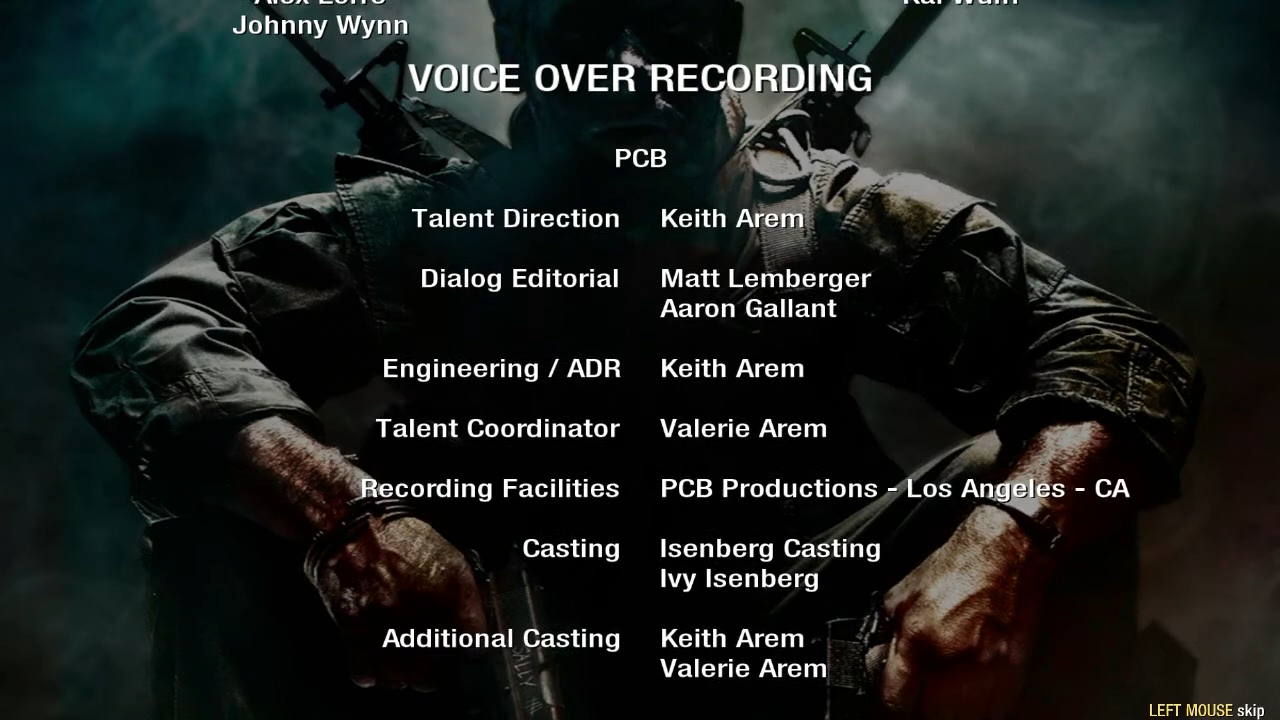 Johnny Wynn
VOICE OVER RECORDING
PCB
Talent Direction Keith Arem
Dialog Editorial Matt Lemberger
Aaron Gallant
Engineering / ADR Keith Arem
Talent Coordinator Valerie Arem
Recording Facilities PCB Productions - Los Angeles - CA
Casting Isenberg Casting
Ivy Isenberg
Additional Casting Keith Arem
Valerie Arem
LEFT MOUSE skip